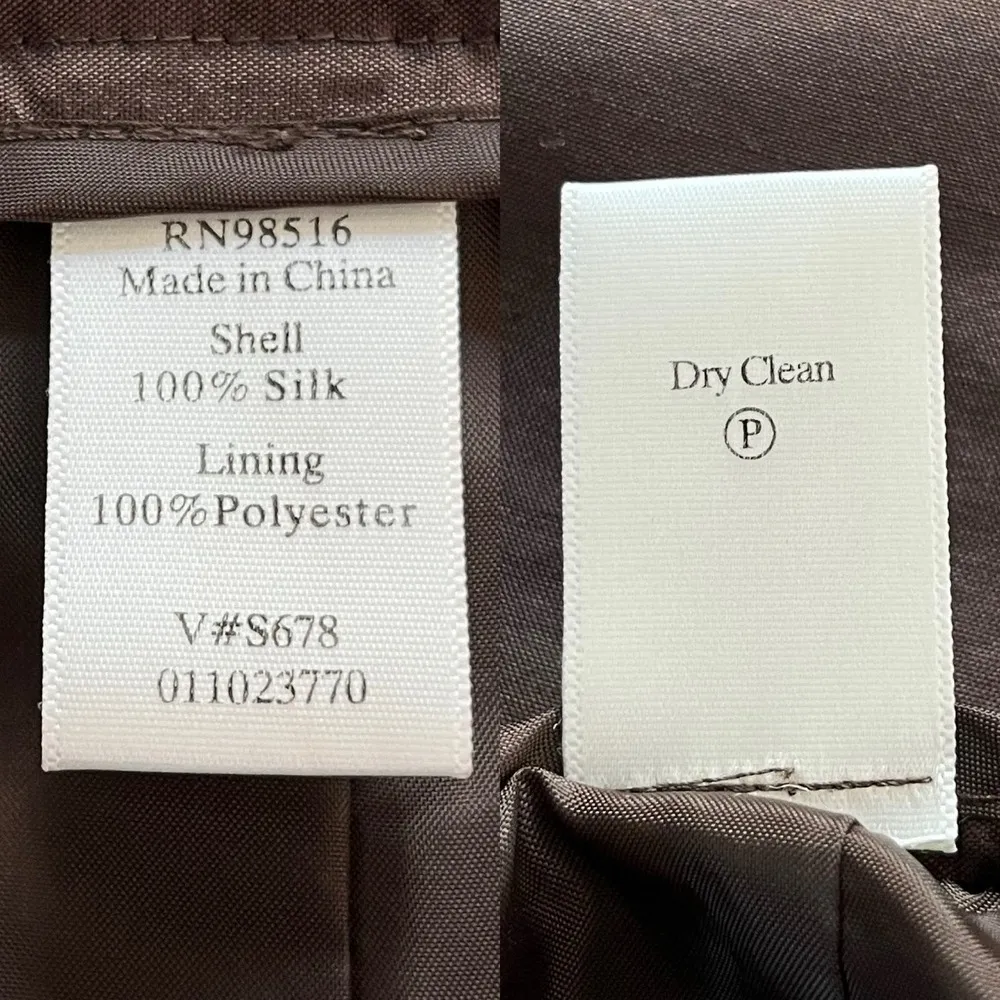 RN98516
Made in China
Shell
100% Silk
Lining
100%Polyester
V#S678
011023770
Dry Clean
P